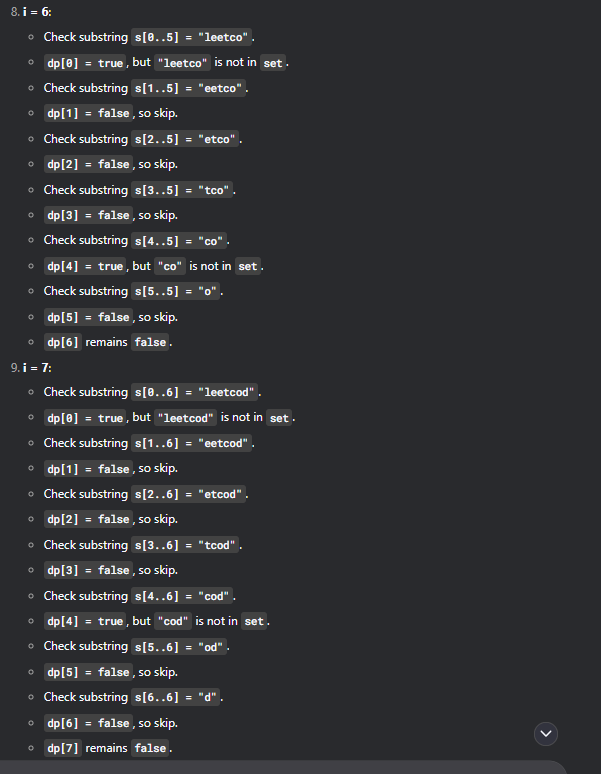 8. i = 6:
○ Check substring s[0..5] = "leetco".
○ dp[0] = true, but "leetco" is not in set.
○ Check substring s[1..5] = "eetco".
○ dp[1] = false, so skip.
○ Check substring s[2..5] = "etco".
○ dp[2] = false, so skip.
○ Check substring s[3..5] = "tco".
○ dp[3] = false, so skip.
○ Check substring s[4..5] = "co".
○ dp[4] = true, but "co" is not in set.
○ Check substring s[5..5] = "o".
○ dp[5] = false, so skip.
○ dp[6] remains false.
9. i = 7:
○ Check substring s[0..6] = "leetcod".
○ dp[0] = true, but "leetcod" is not in set.
○ Check substring s[1..6] = "eetcod".
○ dp[1] = false, so skip.
○ Check substring s[2..6] = "etcod".
○ dp[2] = false, so skip.
○ Check substring s[3..6] = "tcod".
○ dp[3] = false, so skip.
○ Check substring s[4..6] = "cod".
○ dp[4] = true, but "cod" is not in set.
○ Check substring s[5..6] = "od".
○ dp[5] = false, so skip.
○ Check substring s[6..6] = "d".
○ dp[6] = false, so skip.
○ dp[7] remains false.